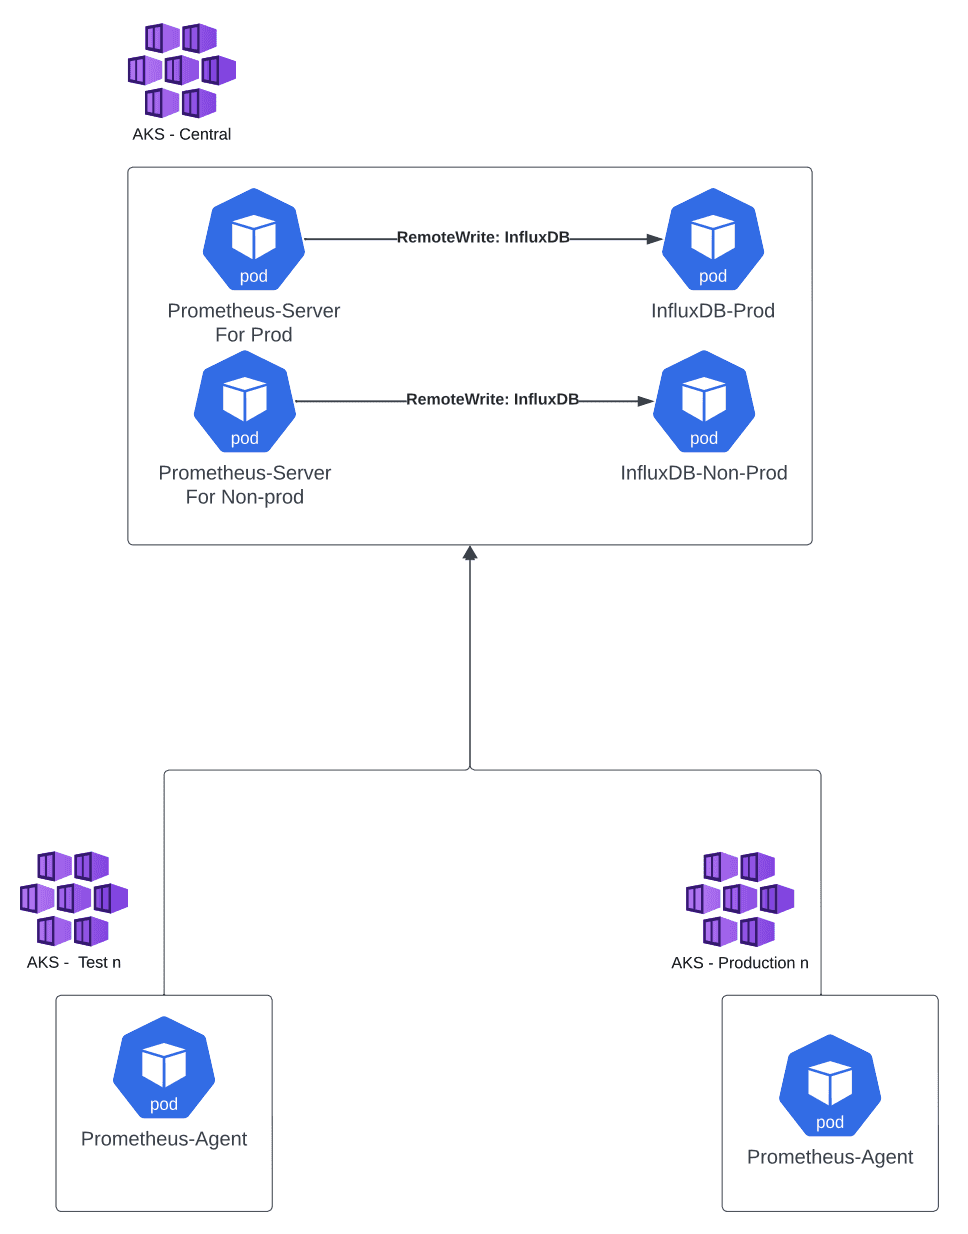 AKS - Central
pod
RemoteWrite: InfluxDB
pod
Prometheus-Server
For Prod
InfluxDB-Prod
pod
RemoteWrite: InfluxDB
pod
Prometheus-Server
For Non-prod
InfluxDB-Non-Prod
AKS -  Test n
AKS - Production n
pod
Prometheus-Agent
pod
Prometheus-Agent